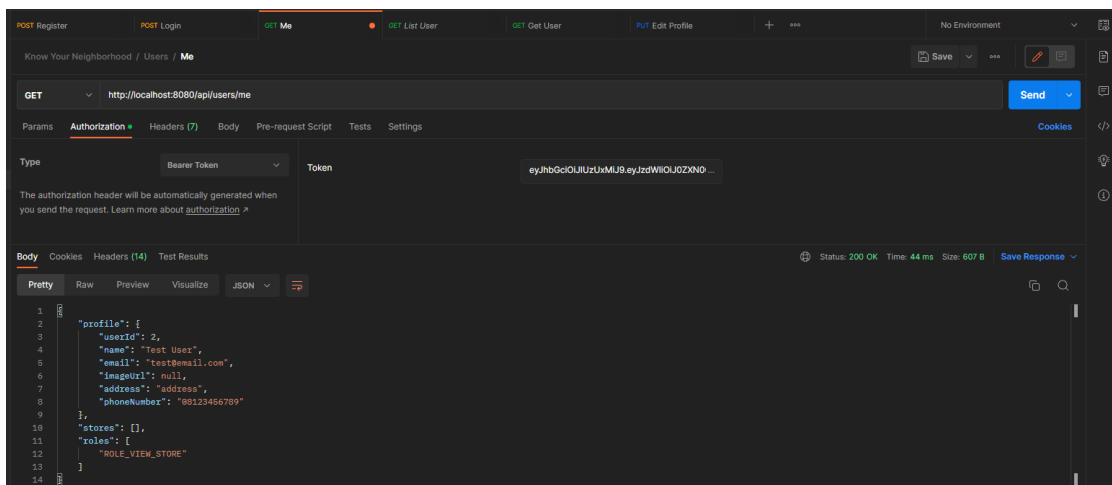 POST Register POST Login GET Me GET List User GET Get User PUT Edit Profile + ooo No Environment
Know Your Neighborhood / Users / Me Save ooo
GET http://localhost:8080/api/users/me Send
Params Authorization Headers (7) Body Pre-request Script Tests Settings Cookies
Type Bearer Token Token eyJhbGciOiJIUzUxMiJ9.eyJzdWIiOiJ0ZXN0 ...
The authorization header will be automatically generated when
you send the request. Learn more about authorization ↗
Body Cookies Headers (14) Test Results Status: 200 OK Time: 44 ms Size: 607 B Save Response
Pretty Raw Preview Visualize JSON
1 {
2 "profile": {
3 "userId": 2,
4 "name": "Test User",
5 "email": "test@email.com",
6 "imageUrl": null,
7 "address": "address",
8 "phoneNumber": "08123456789"
9 },
10 "stores": [],
11 "roles": [
12 "ROLE_VIEW_STORE"
13 ]
14 }